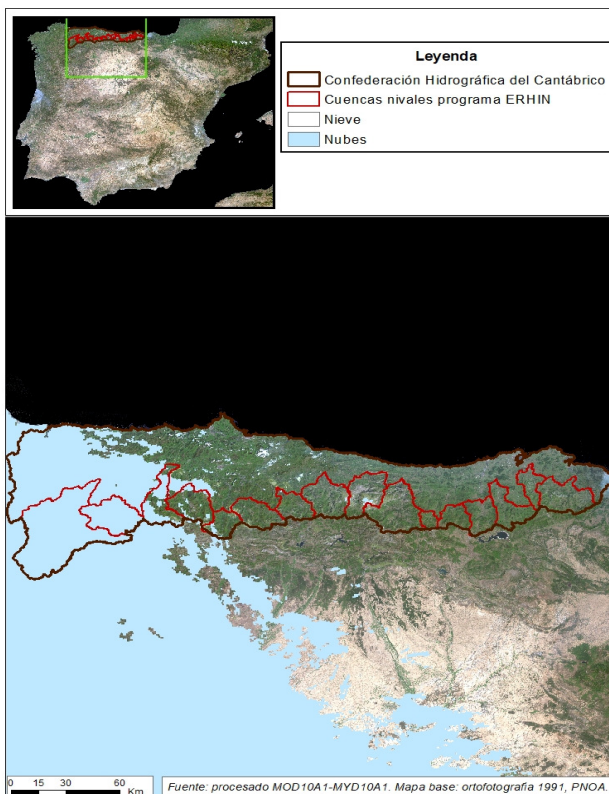 Leyenda
Confederación Hidrográfica del Cantábrico
Cuencas nivales programa ERHIN
Nieve
Nubes
0 15 30 60
Km
Fuente: procesado MOD10A1-MYD10A1. Mapa base: ortofotografia 1991, PNOA.